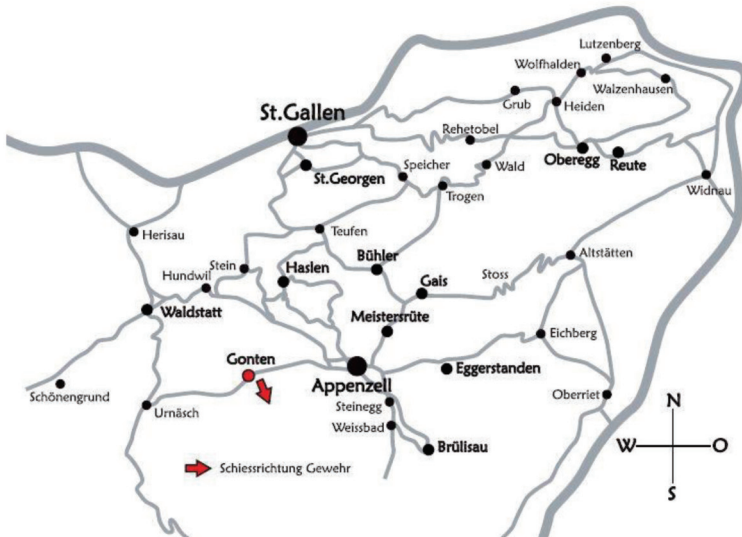 Lutzenberg
Wolfhalden
Walzenhausen
Grub
Heiden
St.Gallen
Rehetobel
Oberegg
Reute
St.Georgen
Speicher
Wald
Trogen
Widnau
Herisau
Teufen
Stein
Haslen
Bühler
Altstätten
Hundwil
Gais
Stoss
Waldstatt
Meistersrüte
Eichberg
Gonten
Appenzell
Eggerstanden
Schönengrund
Urnäsch
Steinegg
Oberriet
Weissbad
Brülisau
N
W
O
S
Schiessrichtung Gewehr